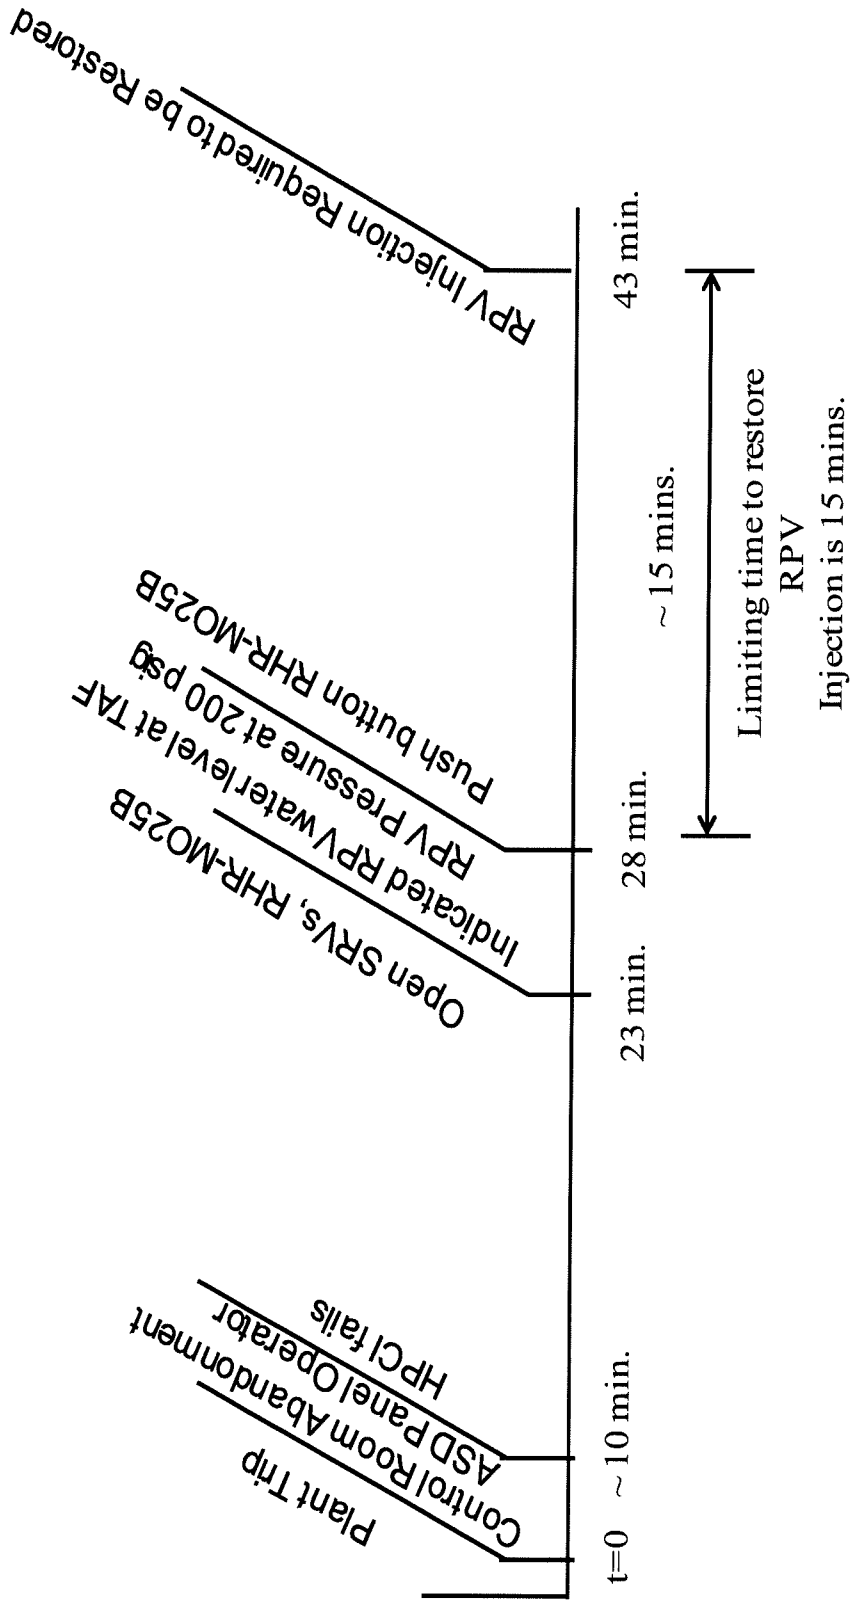 Plant Trip
Control Room Abandonment
ASD Panel Operator
HPCI fails
Open SRVs, RHR-MO25B
Indicated RPV water level at TAF
RPV Pressure at 200 psig
Push button RHR-MO25B
RPV Injection Required to be Restored
t=0
~10 min.
23 min.
28 min.
43 min.
~15 mins.
Limiting time to restore
RPV
Injection is 15 mins.